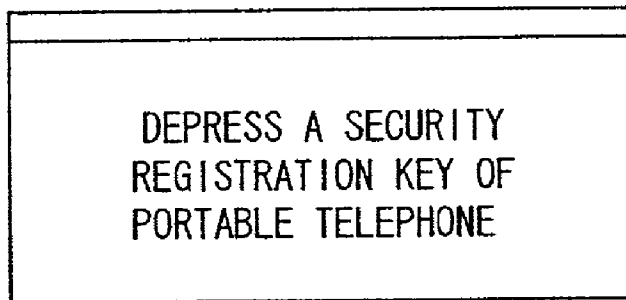 DEPRESS A SECURITY
REGISTRATION KEY OF
PORTABLE TELEPHONE